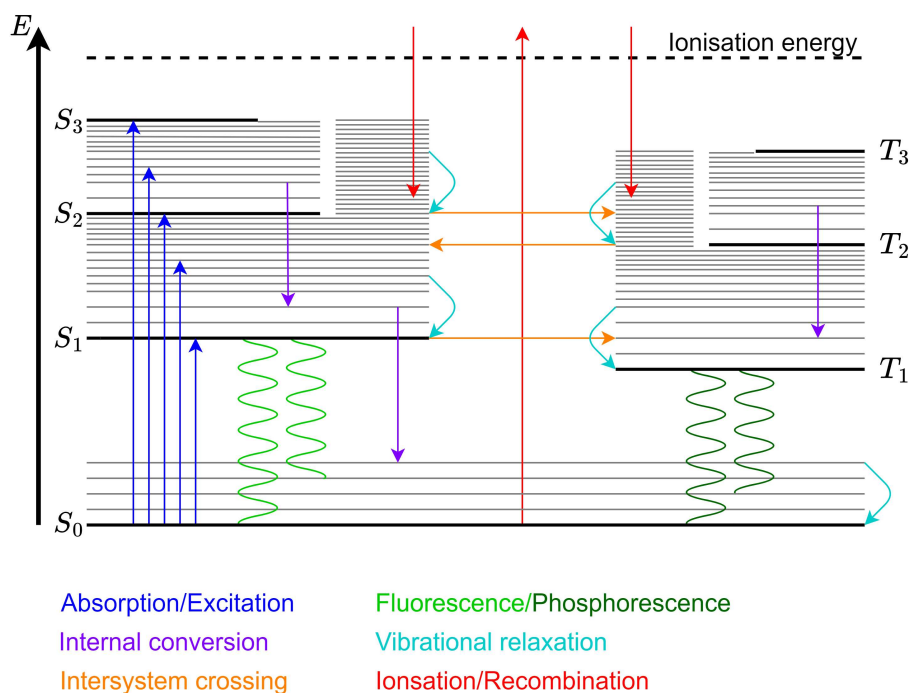 E
Ionisation energy
S₃
T₃
S₂
T₂
S₁
T₁
S₀
Absorption/Excitation Fluorescence/Phosphorescence
Internal conversion Vibrational relaxation
Intersystem crossing Ionsation/Recombination